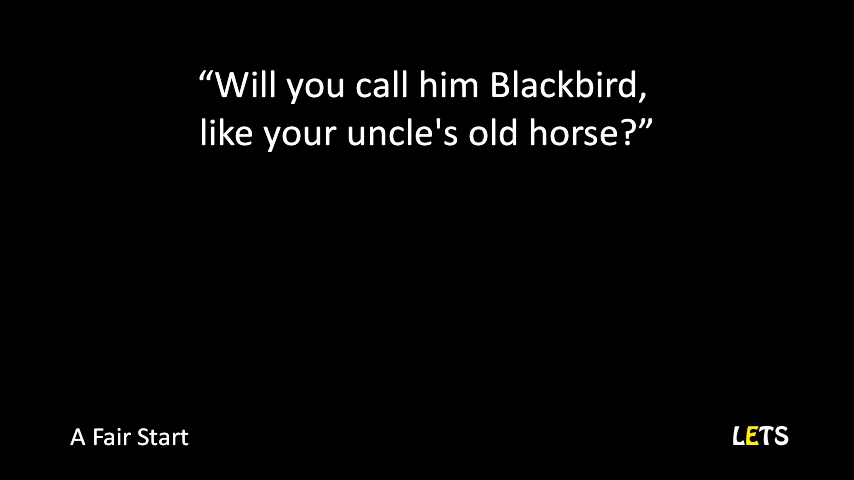 “Will you call him Blackbird,
like your uncle's old horse?”
A Fair Start
LETS